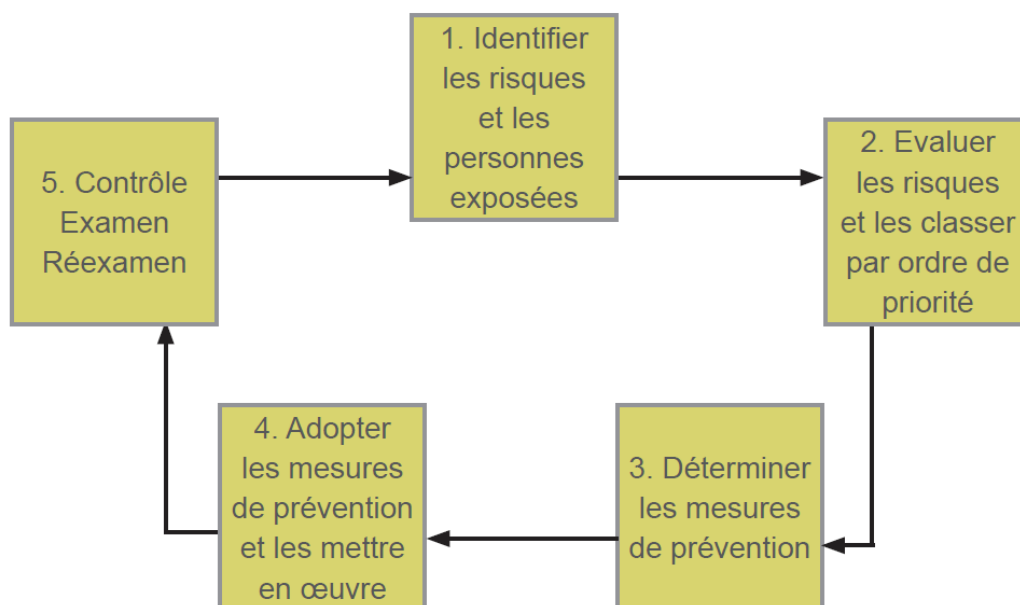 1. Identifier
les risques
et les
personnes
exposées
2. Evaluer
les risques
et les classer
par ordre de
priorité
3. Déterminer
les mesures
de prévention
4. Adopter
les mesures
de prévention
et les mettre
en œuvre
5. Contrôle
Examen
Réexamen